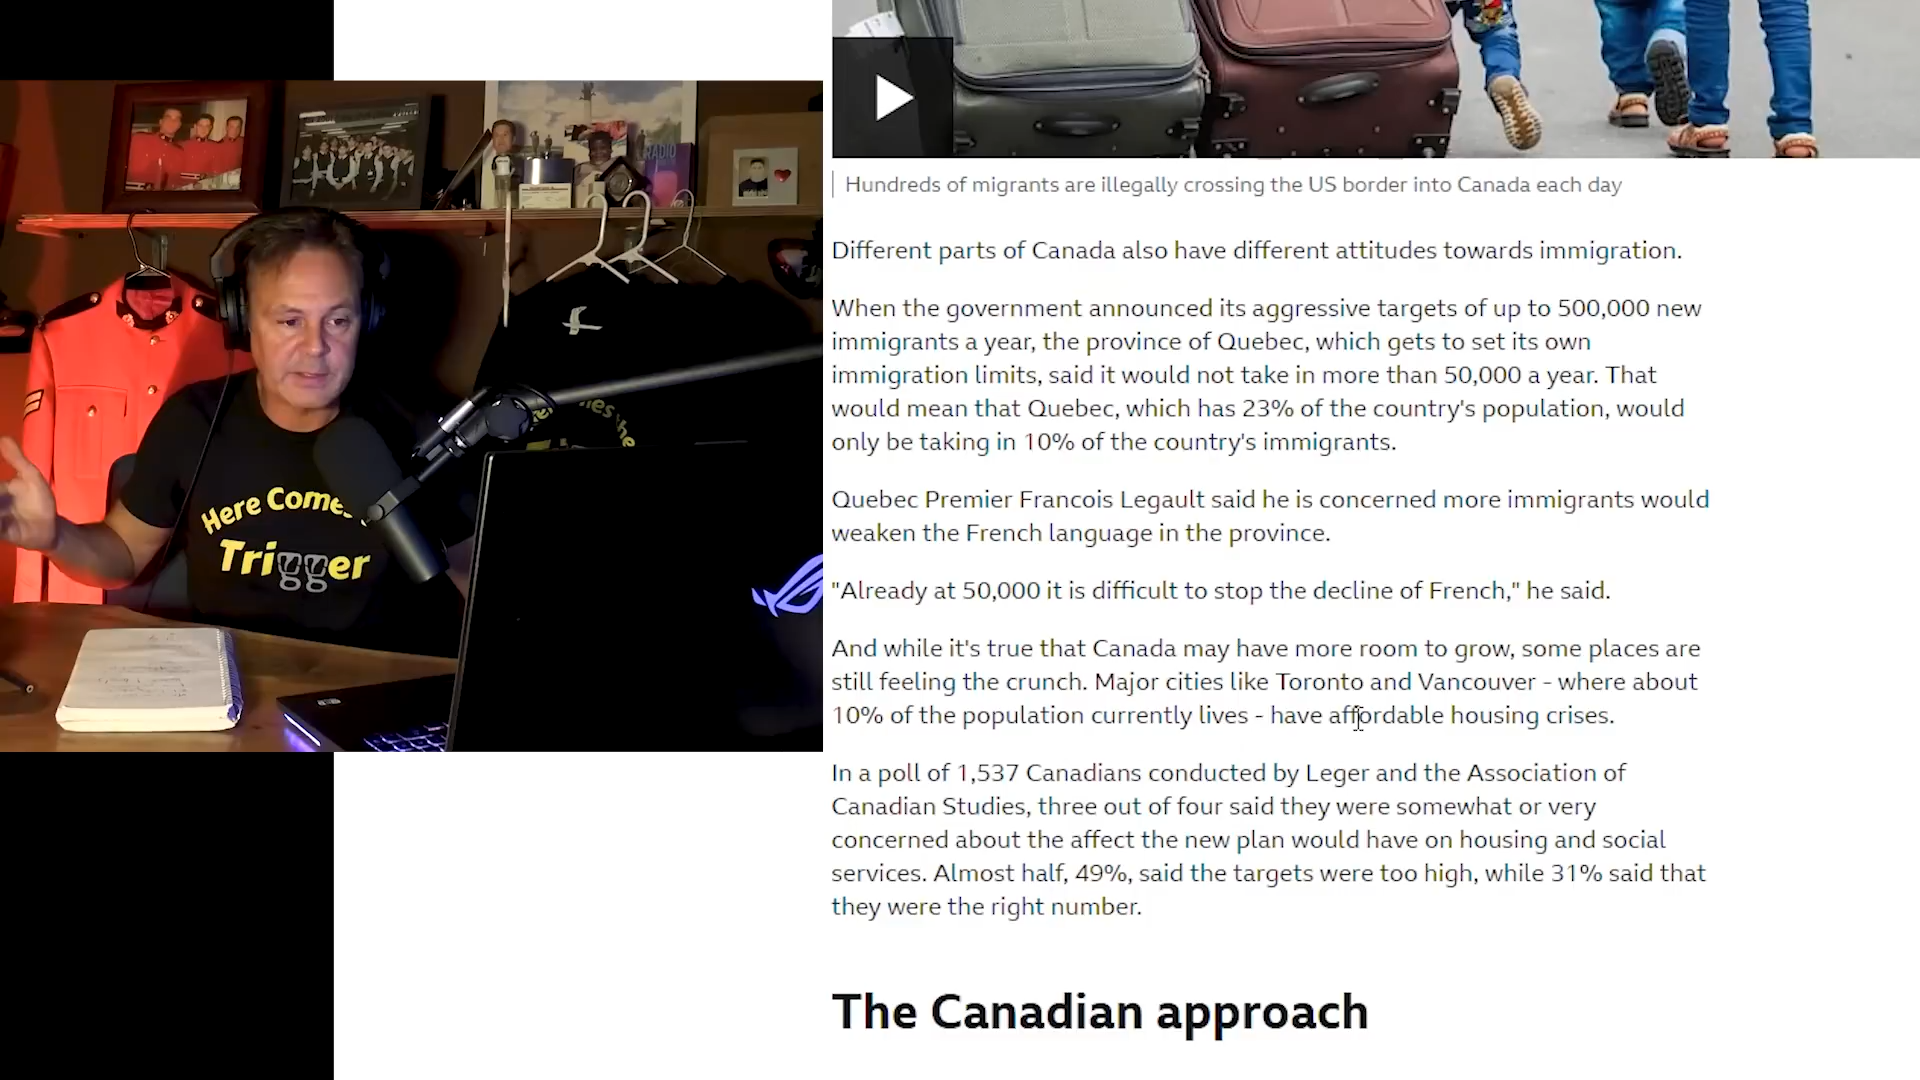 RADIO
Here Comes
Trigger
Hundreds of migrants are illegally crossing the US border into Canada each day
Different parts of Canada also have different attitudes towards immigration.
When the government announced its aggressive targets of up to 500,000 new
immigrants a year, the province of Quebec, which gets to set its own
immigration limits, said it would not take in more than 50,000 a year. That
would mean that Quebec, which has 23% of the country's population, would
only be taking in 10% of the country's immigrants.
Quebec Premier Francois Legault said he is concerned more immigrants would
weaken the French language in the province.
"Already at 50,000 it is difficult to stop the decline of French," he said.
And while it's true that Canada may have more room to grow, some places are
still feeling the crunch. Major cities like Toronto and Vancouver - where about
10% of the population currently lives - have affordable housing crises.
In a poll of 1,537 Canadians conducted by Leger and the Association of
Canadian Studies, three out of four said they were somewhat or very
concerned about the affect the new plan would have on housing and social
services. Almost half, 49%, said the targets were too high, while 31% said that
they were the right number.
The Canadian approach